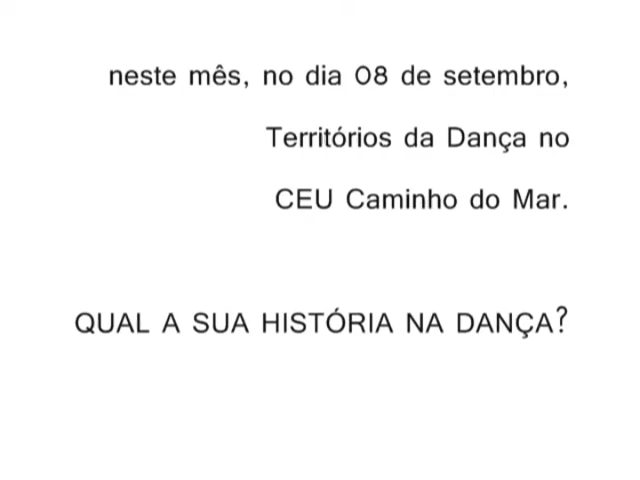 neste mês, no dia 08 de setembro,
Territórios da Dança no
CEU Caminho do Mar.
QUAL A SUA HISTÓRIA NA DANÇA?